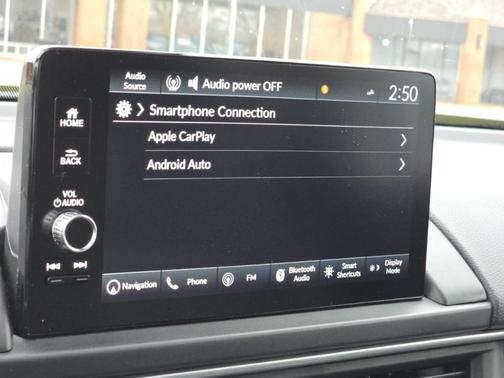 Audio Source
Audio power OFF
2:50
HOME
Smartphone Connection
Apple CarPlay
BACK
Android Auto
VOL
AUDIO
Navigation
Phone
FM
Bluetooth Audio
Smart Shortcuts
Display Mode